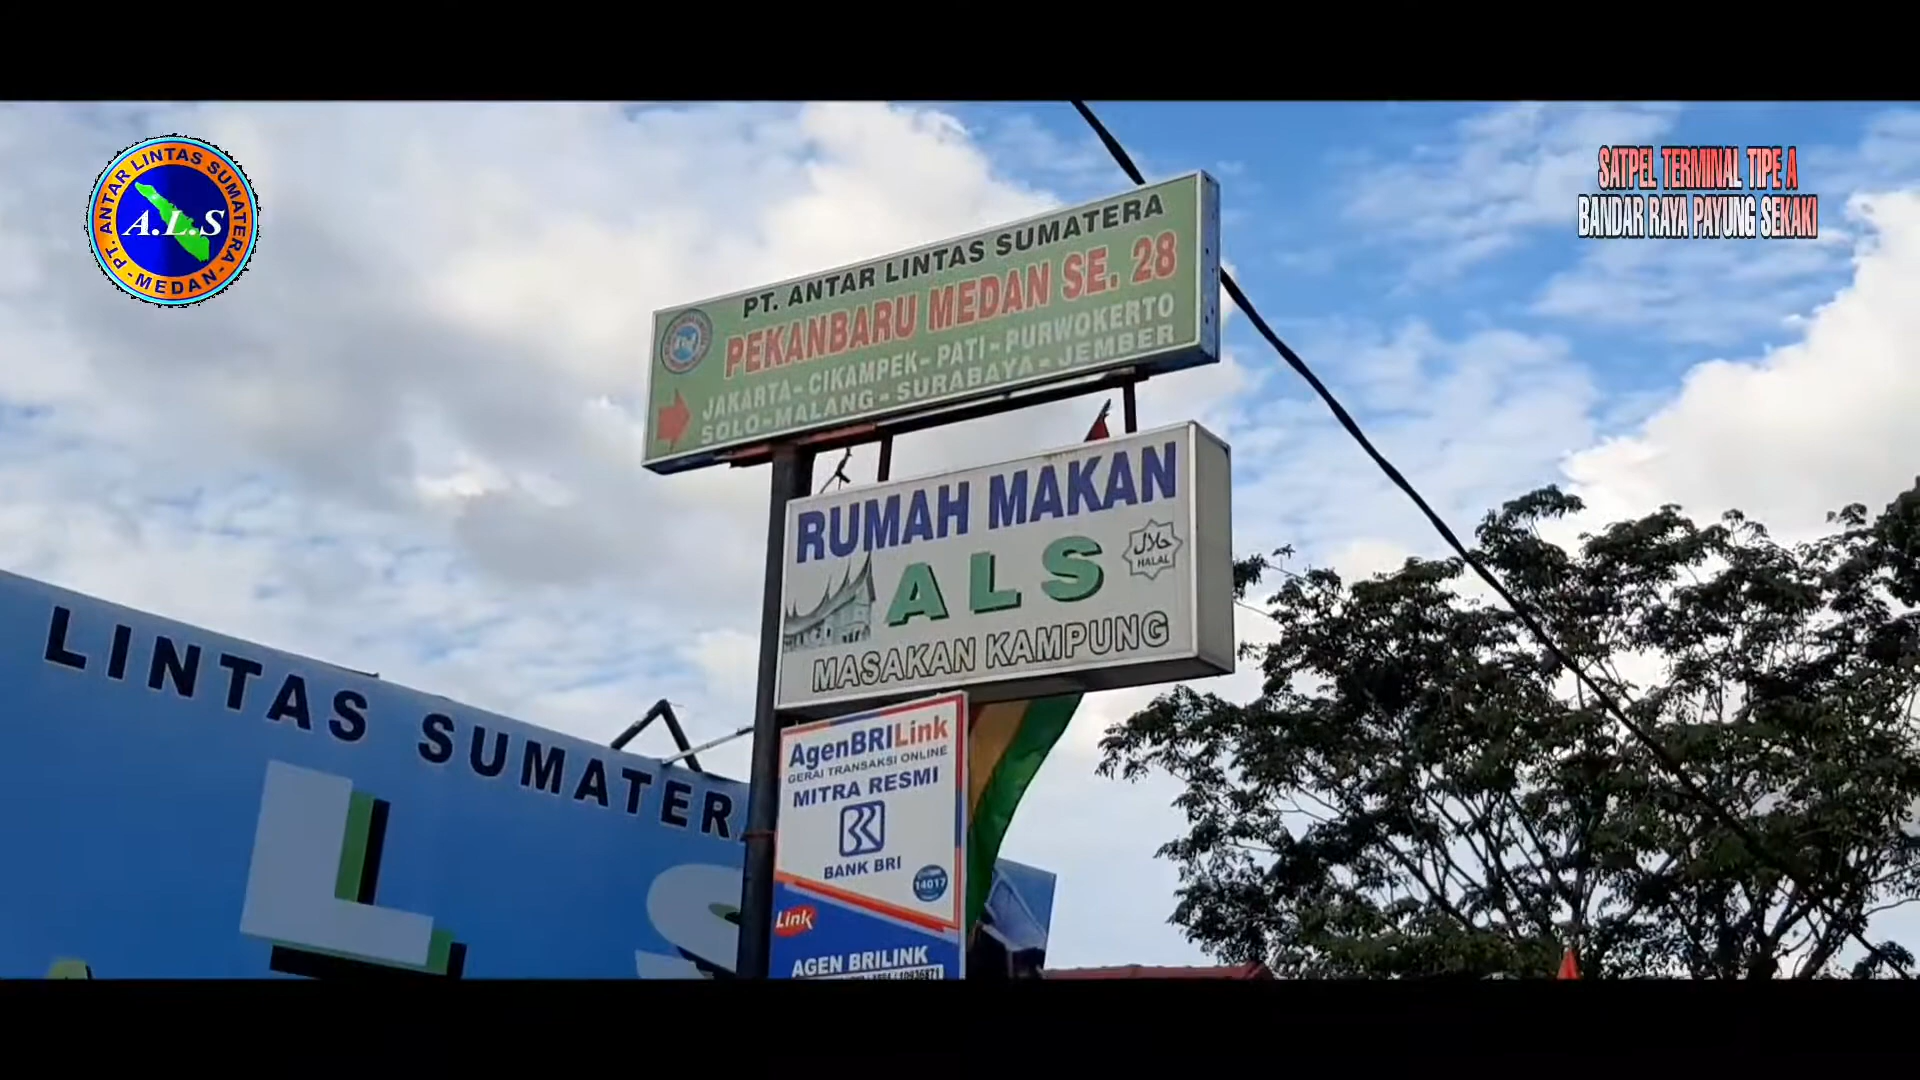 PT. ANTAR LINTAS SUMATERA
A.L.S
- MEDAN -
SATPEL TERMINAL TIPE A
BANDAR RAYA PAYUNG SEKAKI
PT. ANTAR LINTAS SUMATERA
PEKANBARU MEDAN SE. 28
JAKARTA - CIKAMPEK - PATI - PURWOKERTO
SOLO - MALANG - SURABAYA - JEMBER
RUMAH MAKAN
ALS
حلال
HALAL
MASAKAN KAMPUNG
LINTAS SUMATER
L S
AgenBRILink
GERAI TRANSAKSI ONLINE
MITRA RESMI
BANK BRI
14017
Link
AGEN BRILINK